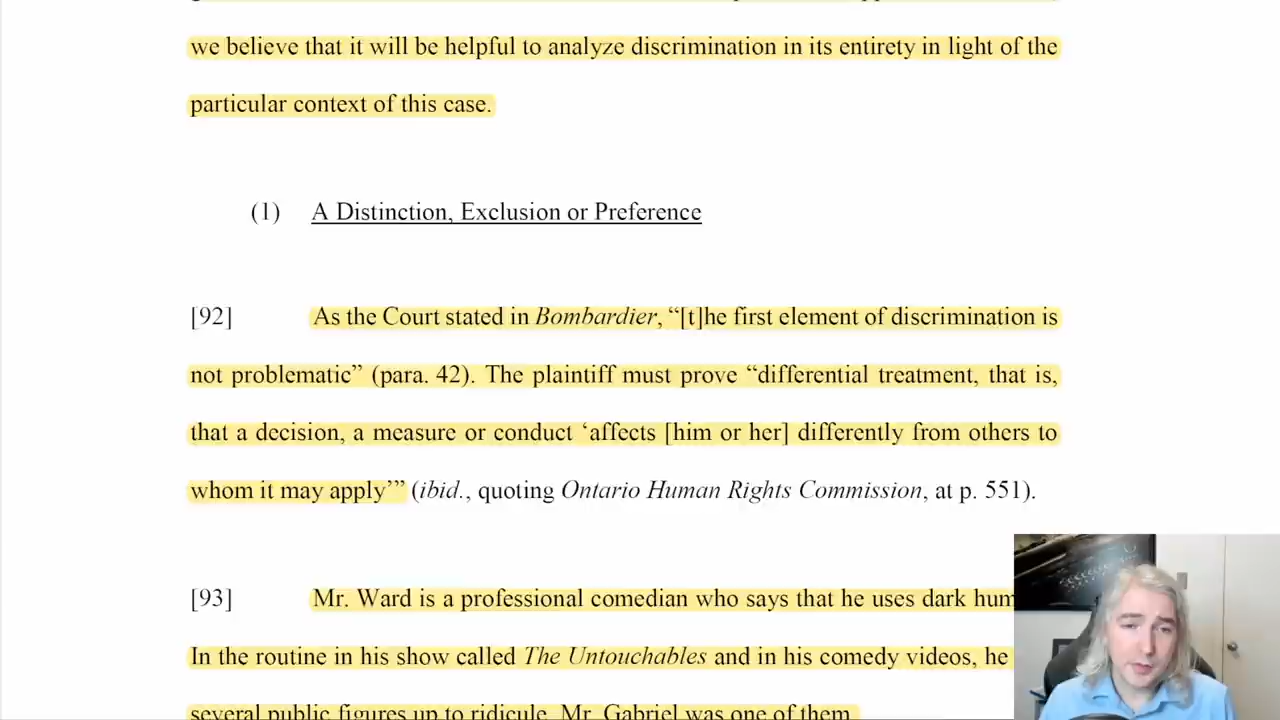 we believe that it will be helpful to analyze discrimination in its entirety in light of the
particular context of this case.
(1) A Distinction, Exclusion or Preference
[92] As the Court stated in Bombardier, “[t]he first element of discrimination is
not problematic” (para. 42). The plaintiff must prove “differential treatment, that is,
that a decision, a measure or conduct ‘affects [him or her] differently from others to
whom it may apply’” (ibid., quoting Ontario Human Rights Commission, at p. 551).
[93] Mr. Ward is a professional comedian who says that he uses dark hum
In the routine in his show called The Untouchables and in his comedy videos, he
several public figures up to ridicule. Mr. Gabriel was one of them.